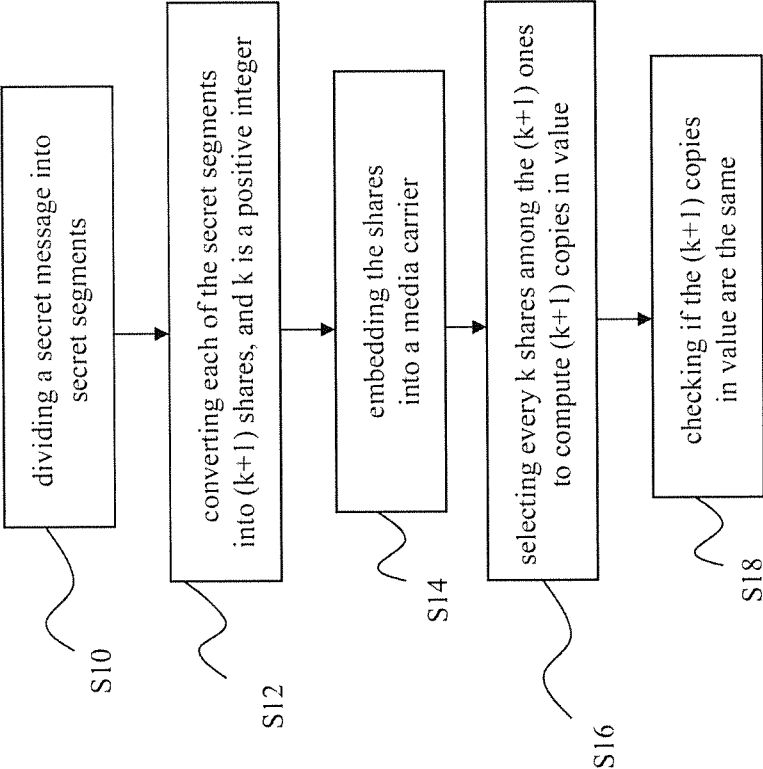 dividing a secret message into
secret segments
S10
converting each of the secret segments
into (k+1) shares, and k is a positive integer
S12
embedding the shares
into a media carrier
S14
selecting every k shares among the (k+1) ones
to compute (k+1) copies in value
S16
checking if the (k+1) copies
in value are the same
S18